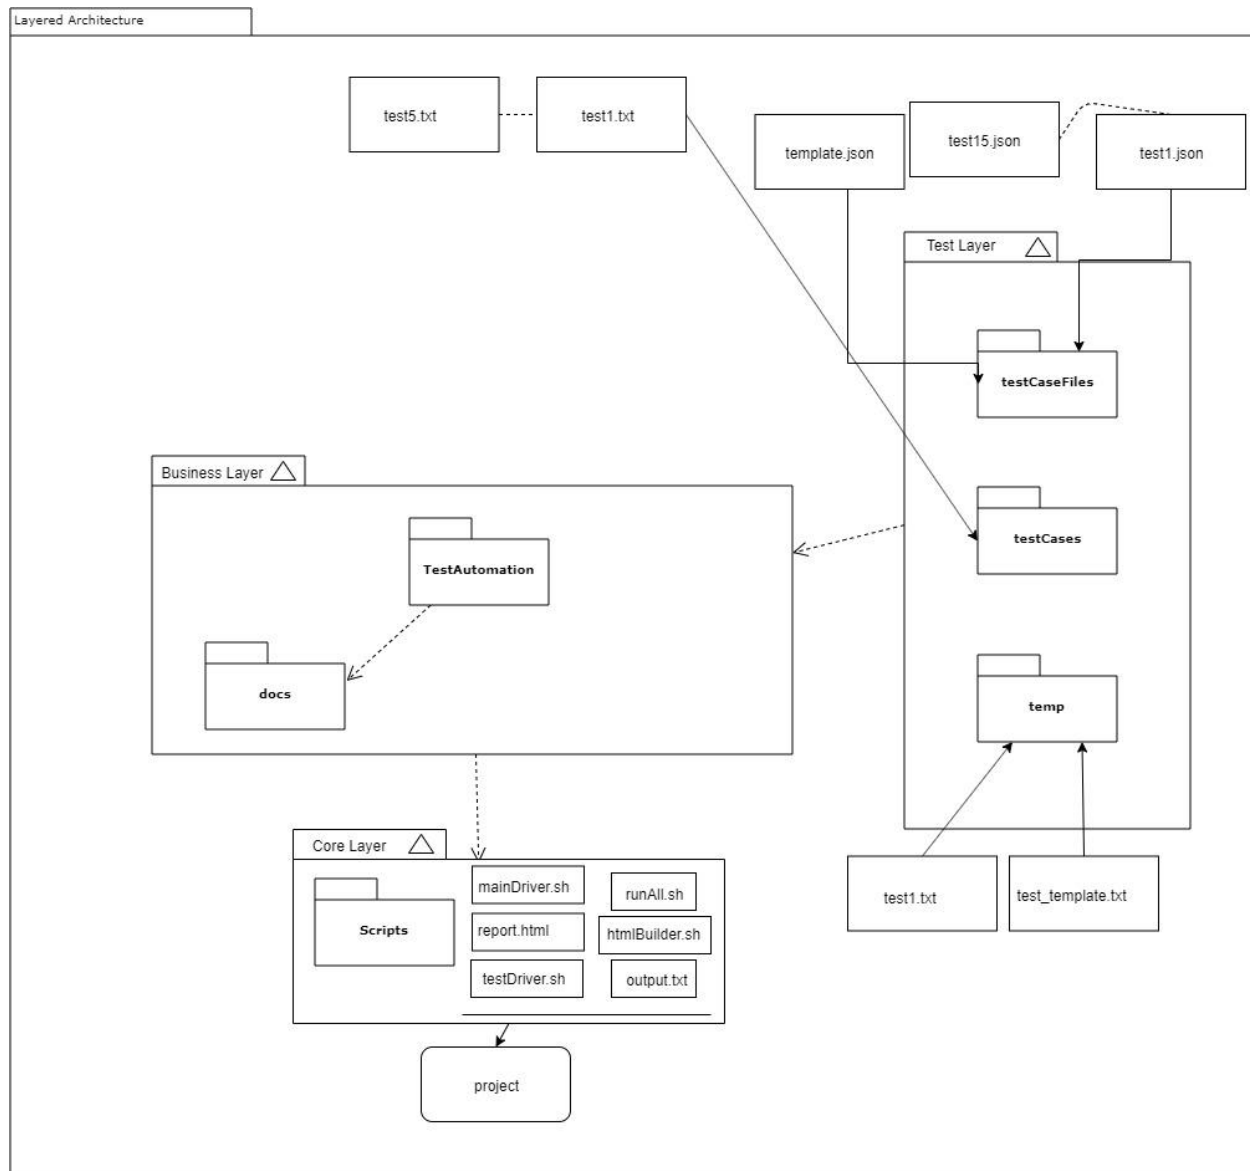 Layered Architecture
test5.txt
test1.txt
template.json
test15.json
test1.json
Test Layer
testCaseFiles
testCases
temp
test1.txt
test_template.txt
Business Layer
TestAutomation
docs
Core Layer
Scripts
mainDriver.sh
runAll.sh
report.html
htmlBuilder.sh
testDriver.sh
output.txt
project